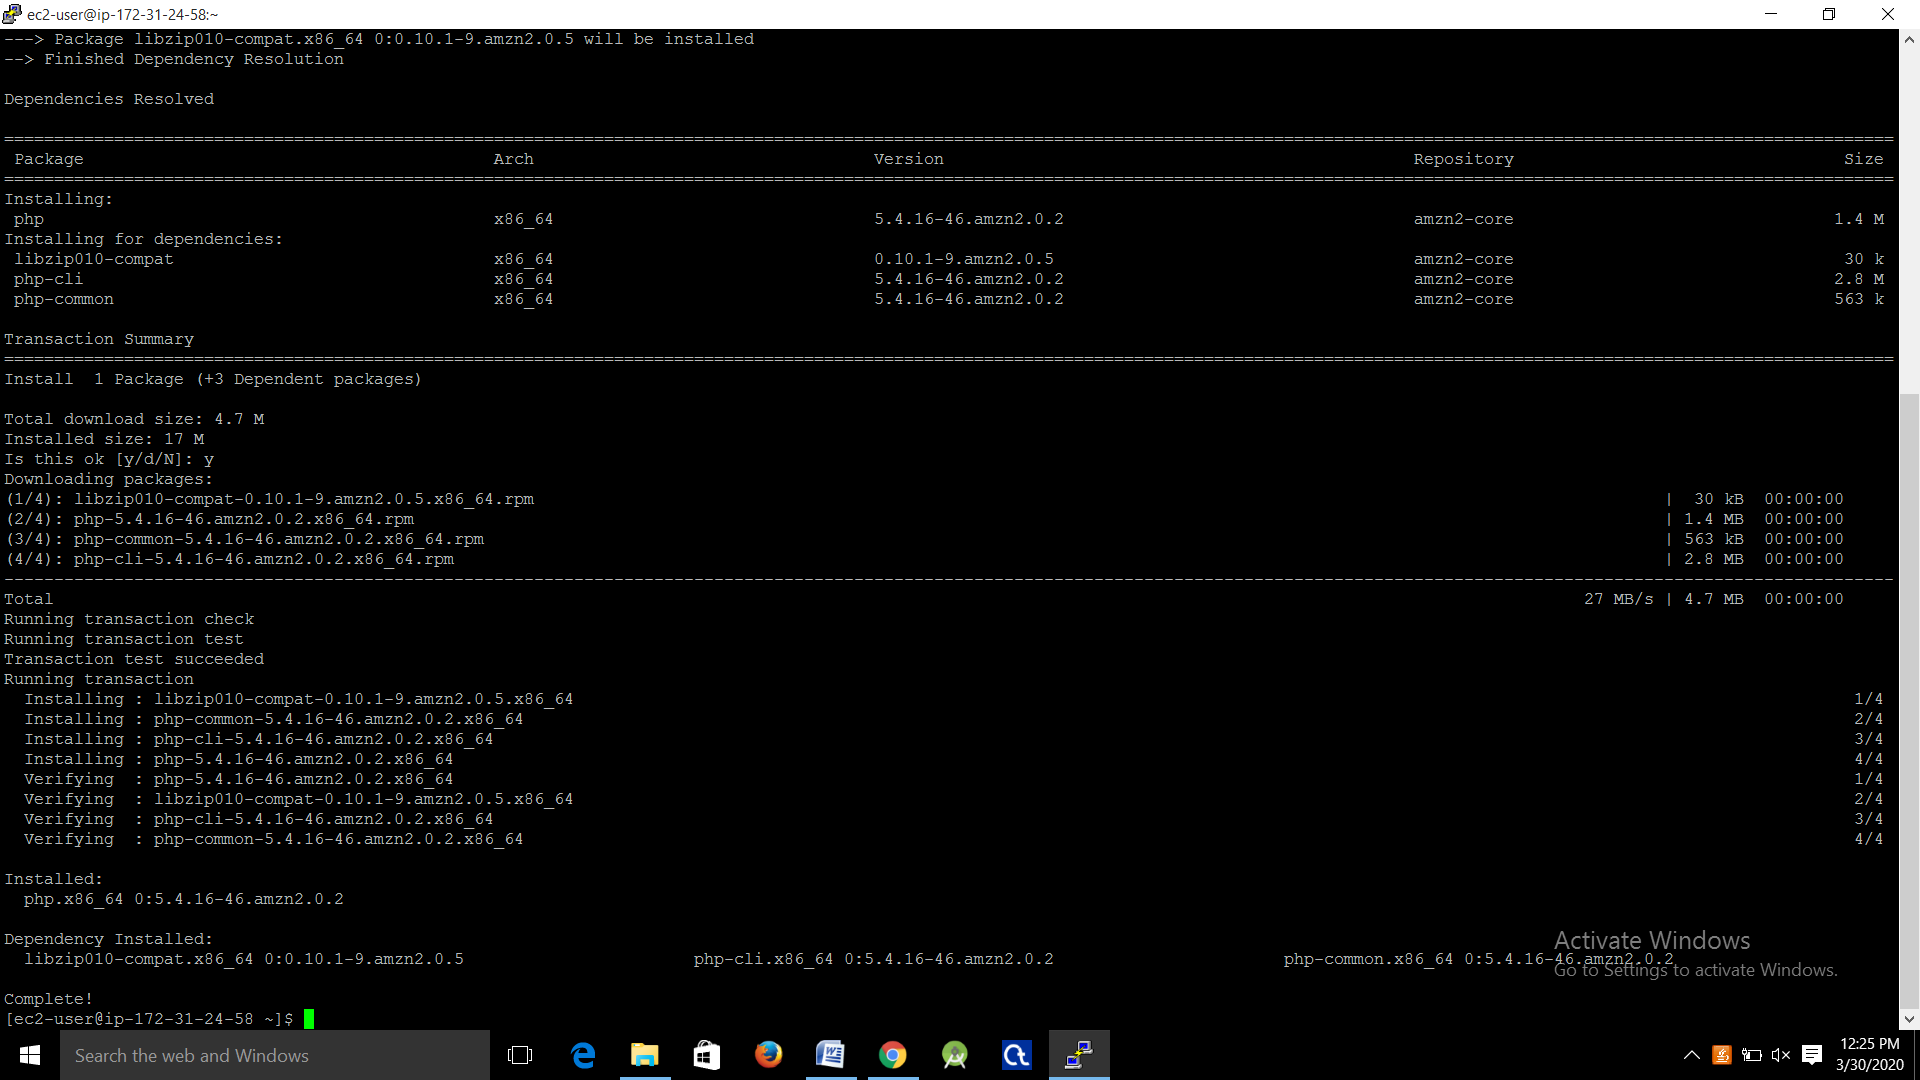 ec2-user@ip-172-31-24-58:~
---> Package libzip010-compat.x86_64 0:0.10.1-9.amzn2.0.5 will be installed
--> Finished Dependency Resolution
Dependencies Resolved
Package Arch Version Repository Size
Installing:
php x86_64 5.4.16-46.amzn2.0.2 amzn2-core 1.4 M
Installing for dependencies:
libzip010-compat x86_64 0.10.1-9.amzn2.0.5 amzn2-core 30 k
php-cli x86_64 5.4.16-46.amzn2.0.2 amzn2-core 2.8 M
php-common x86_64 5.4.16-46.amzn2.0.2 amzn2-core 563 k
Transaction Summary
Install 1 Package (+3 Dependent packages)
Total download size: 4.7 M
Installed size: 17 M
Is this ok [y/d/N]: y
Downloading packages:
(1/4): libzip010-compat-0.10.1-9.amzn2.0.5.x86_64.rpm | 30 kB 00:00:00
(2/4): php-5.4.16-46.amzn2.0.2.x86_64.rpm | 1.4 MB 00:00:00
(3/4): php-common-5.4.16-46.amzn2.0.2.x86_64.rpm | 563 kB 00:00:00
(4/4): php-cli-5.4.16-46.amzn2.0.2.x86_64.rpm | 2.8 MB 00:00:00
Total 27 MB/s | 4.7 MB 00:00:00
Running transaction check
Running transaction test
Transaction test succeeded
Running transaction
Installing : libzip010-compat-0.10.1-9.amzn2.0.5.x86_64 1/4
Installing : php-common-5.4.16-46.amzn2.0.2.x86_64 2/4
Installing : php-cli-5.4.16-46.amzn2.0.2.x86_64 3/4
Installing : php-5.4.16-46.amzn2.0.2.x86_64 4/4
Verifying : php-5.4.16-46.amzn2.0.2.x86_64 1/4
Verifying : libzip010-compat-0.10.1-9.amzn2.0.5.x86_64 2/4
Verifying : php-cli-5.4.16-46.amzn2.0.2.x86_64 3/4
Verifying : php-common-5.4.16-46.amzn2.0.2.x86_64 4/4
Installed:
php.x86_64 0:5.4.16-46.amzn2.0.2
Dependency Installed:
libzip010-compat.x86_64 0:0.10.1-9.amzn2.0.5 php-cli.x86_64 0:5.4.16-46.amzn2.0.2 php-common.x86_64 0:5.4.16-46.amzn2.0.2
Activate Windows
Go to Settings to activate Windows.
Complete!
[ec2-user@ip-172-31-24-58 ~]$
Search the web and Windows
12:25 PM
3/30/2020